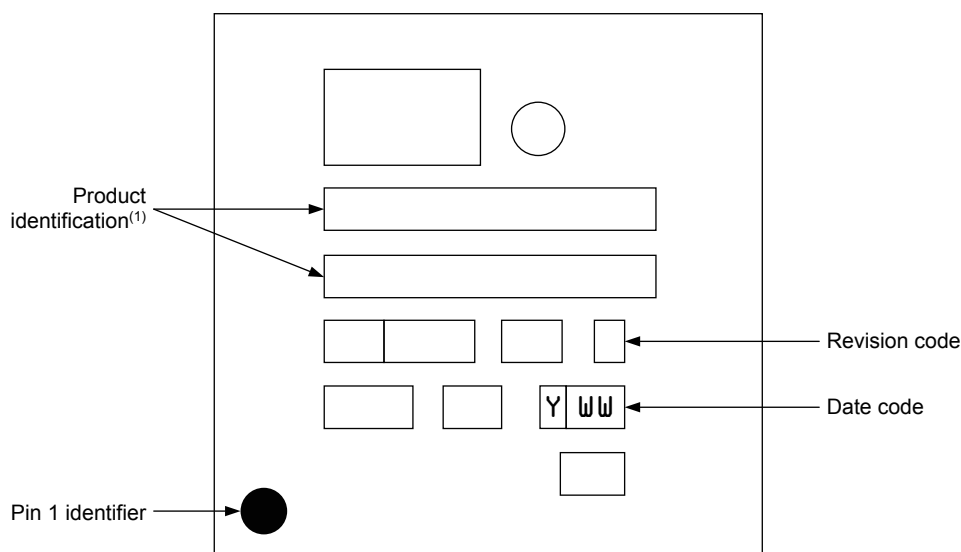 Product
identification(1)
Revision code
Y WW
Date code
Pin 1 identifier